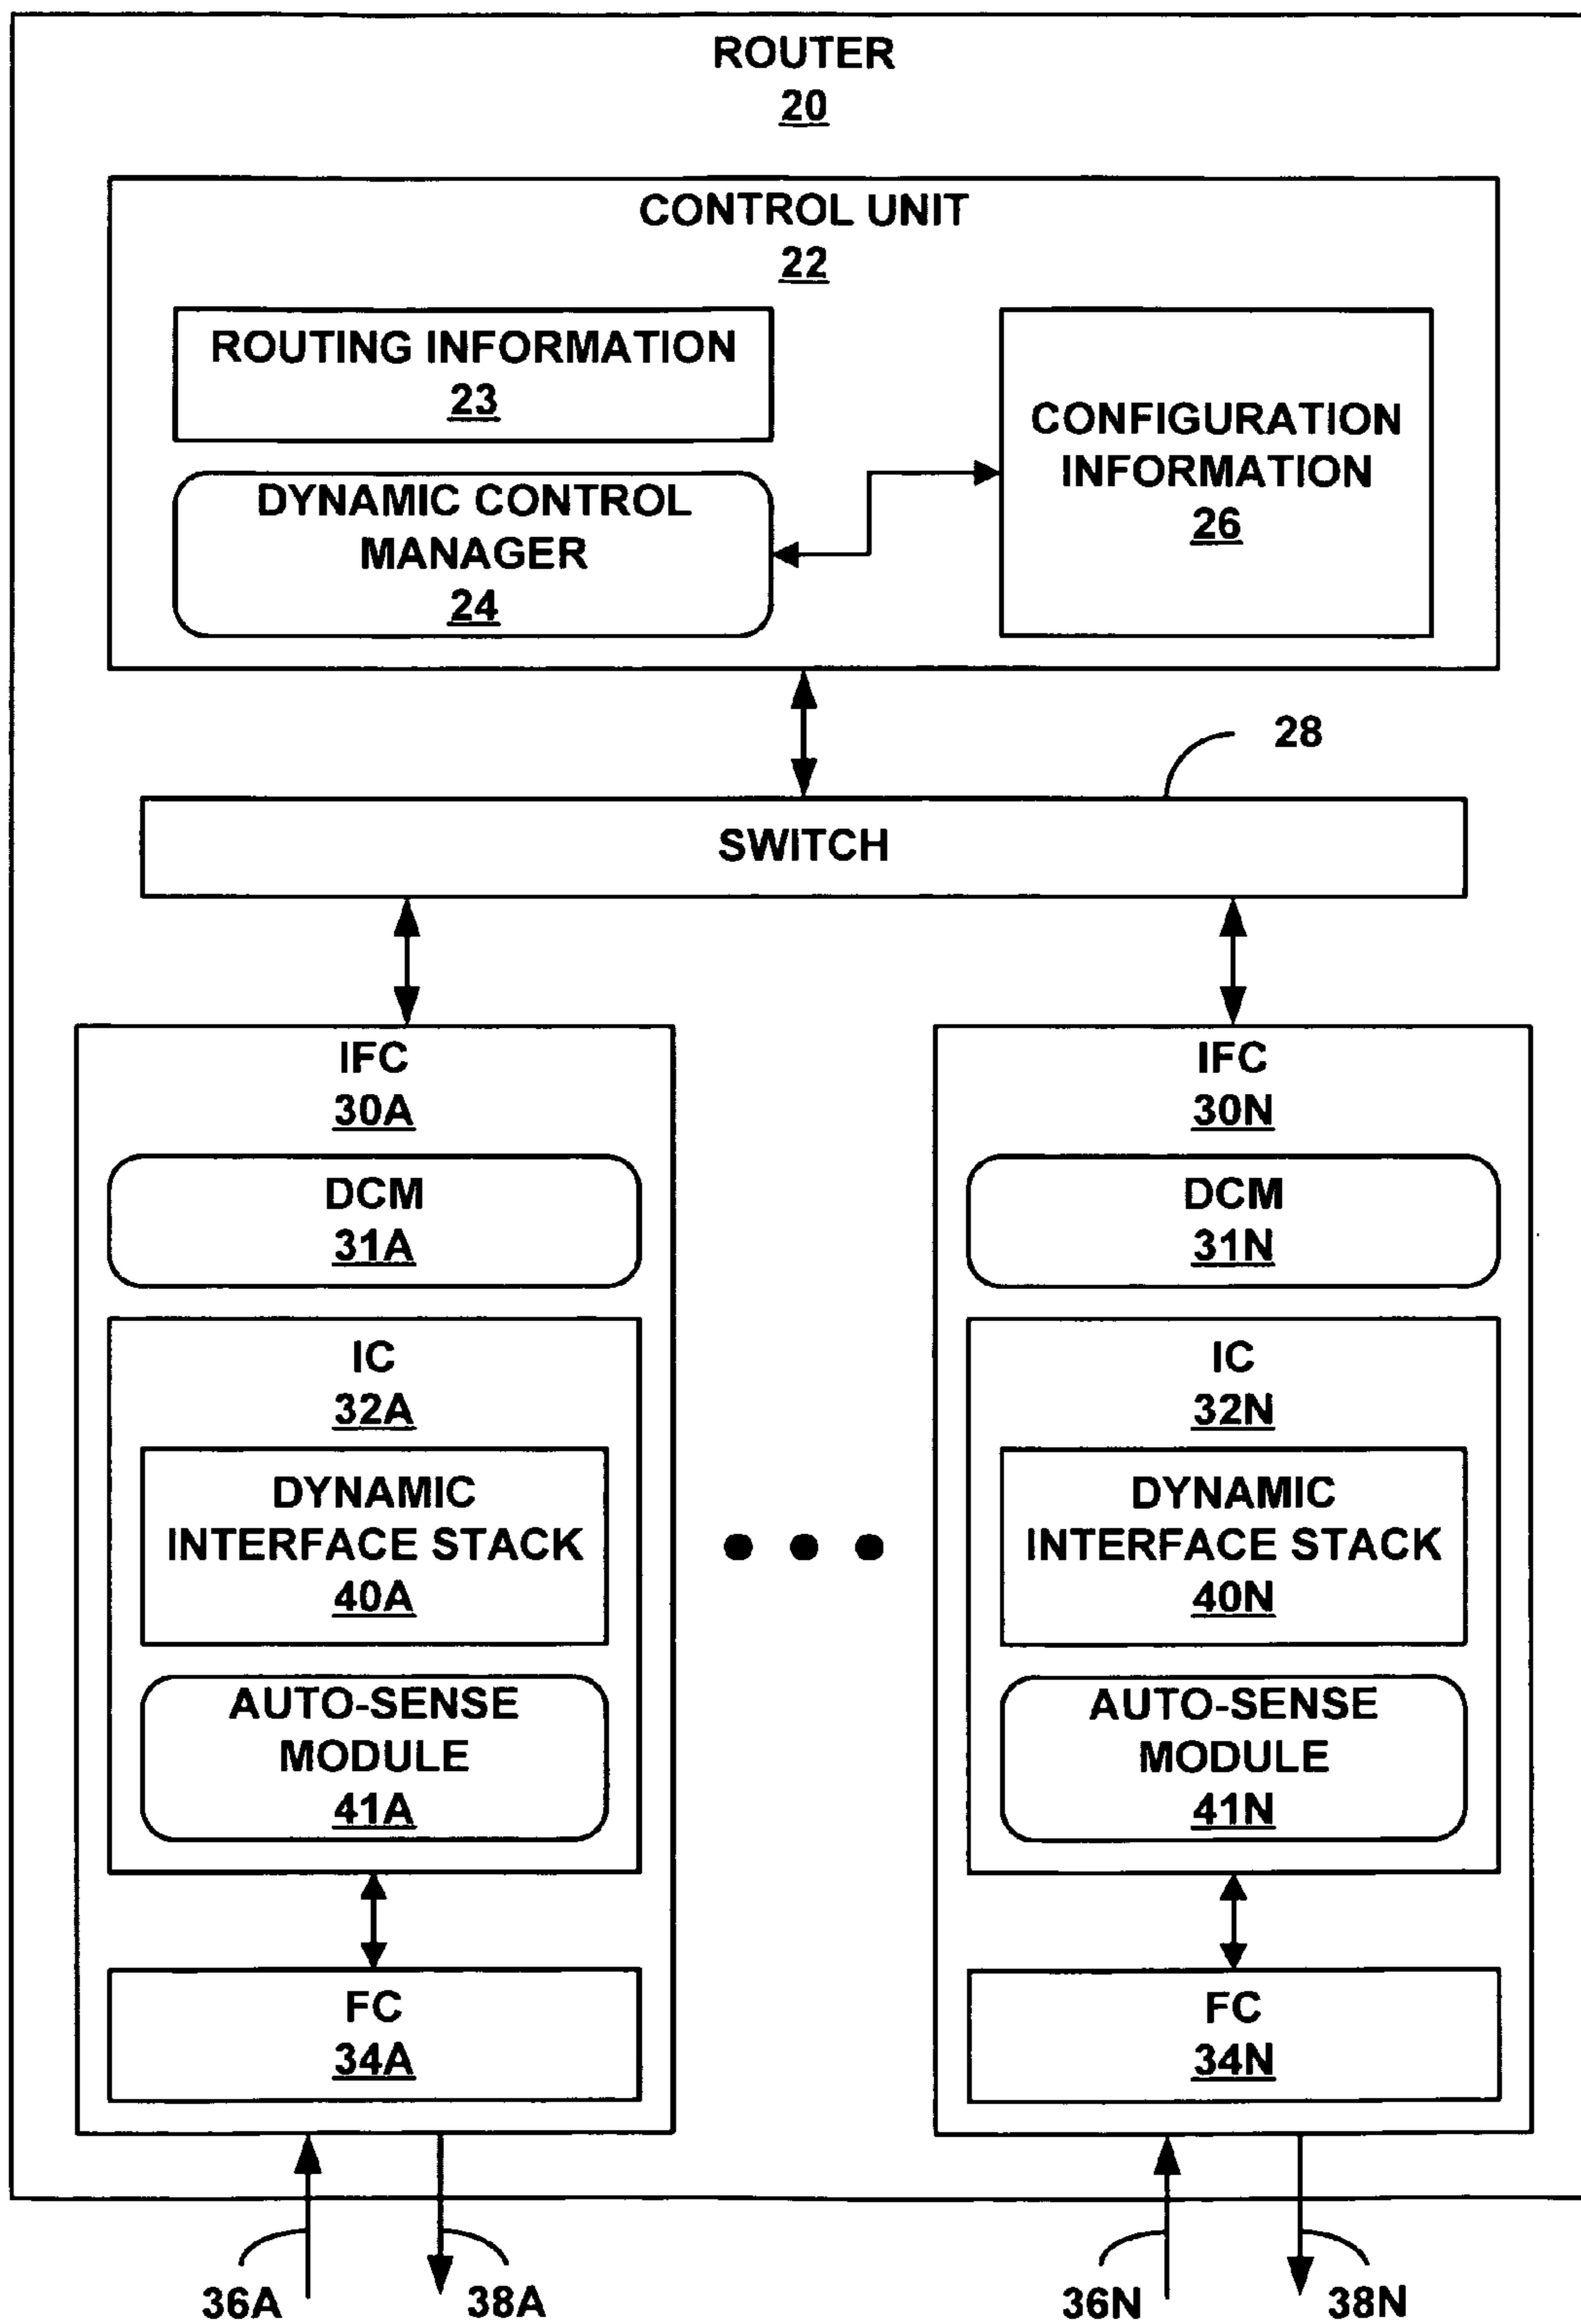 ROUTER
20
CONTROL UNIT
22
ROUTING INFORMATION
23
DYNAMIC CONTROL
MANAGER
24
CONFIGURATION
INFORMATION
26
28
SWITCH
IFC
30A
DCM
31A
IC
32A
DYNAMIC
INTERFACE STACK
40A
AUTO-SENSE
MODULE
41A
FC
34A
IFC
30N
DCM
31N
IC
32N
DYNAMIC
INTERFACE STACK
40N
AUTO-SENSE
MODULE
41N
FC
34N
36A
38A
36N
38N